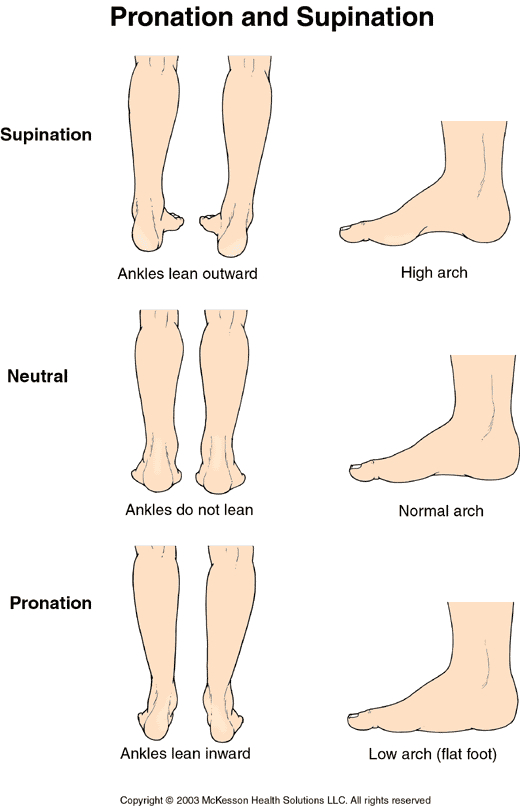 Pronation and Supination
Supination
Ankles lean outward
High arch
Neutral
Ankles do not lean
Normal arch
Pronation
Ankles lean inward
Low arch (flat foot)
Copyright © 2003 McKesson Health Solutions LLC. All rights reserved